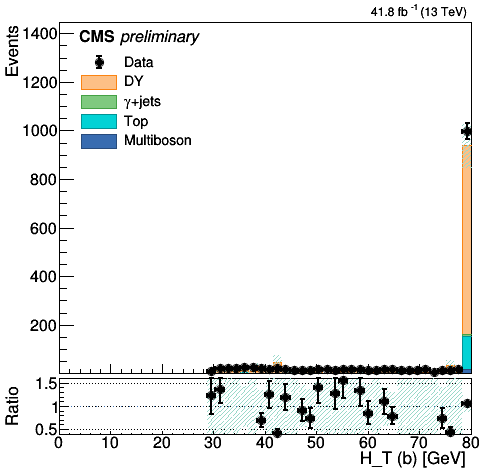 41.8 fb⁻¹ (13 TeV)
CMS preliminary
Data
DY
γ+jets
Top
Multiboson
Events
1400
1200
1000
800
600
400
200
Ratio
1.5
1
0.5
0 10 20 30 40 50 60 70 80
H_T (b) [GeV]